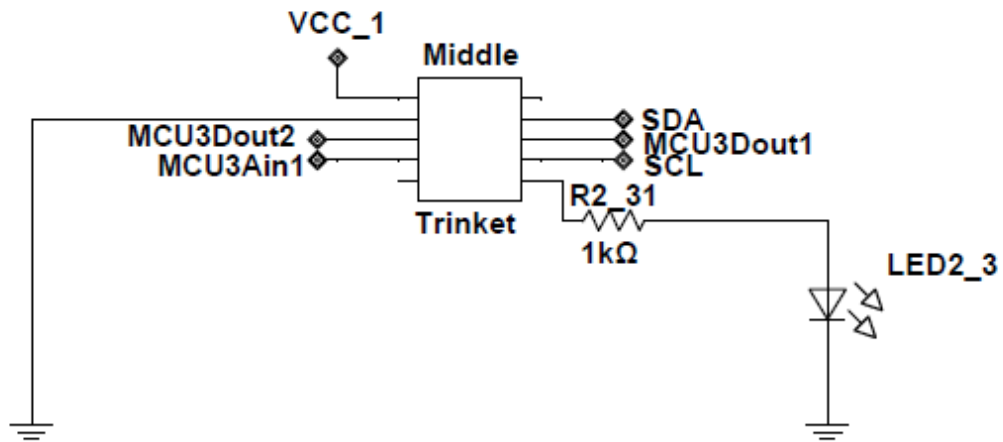 VCC_1
Middle
SDA
MCU3Dout2
MCU3Dout1
MCU3Ain1
SCL
R2_31
Trinket
1kΩ
LED2_3